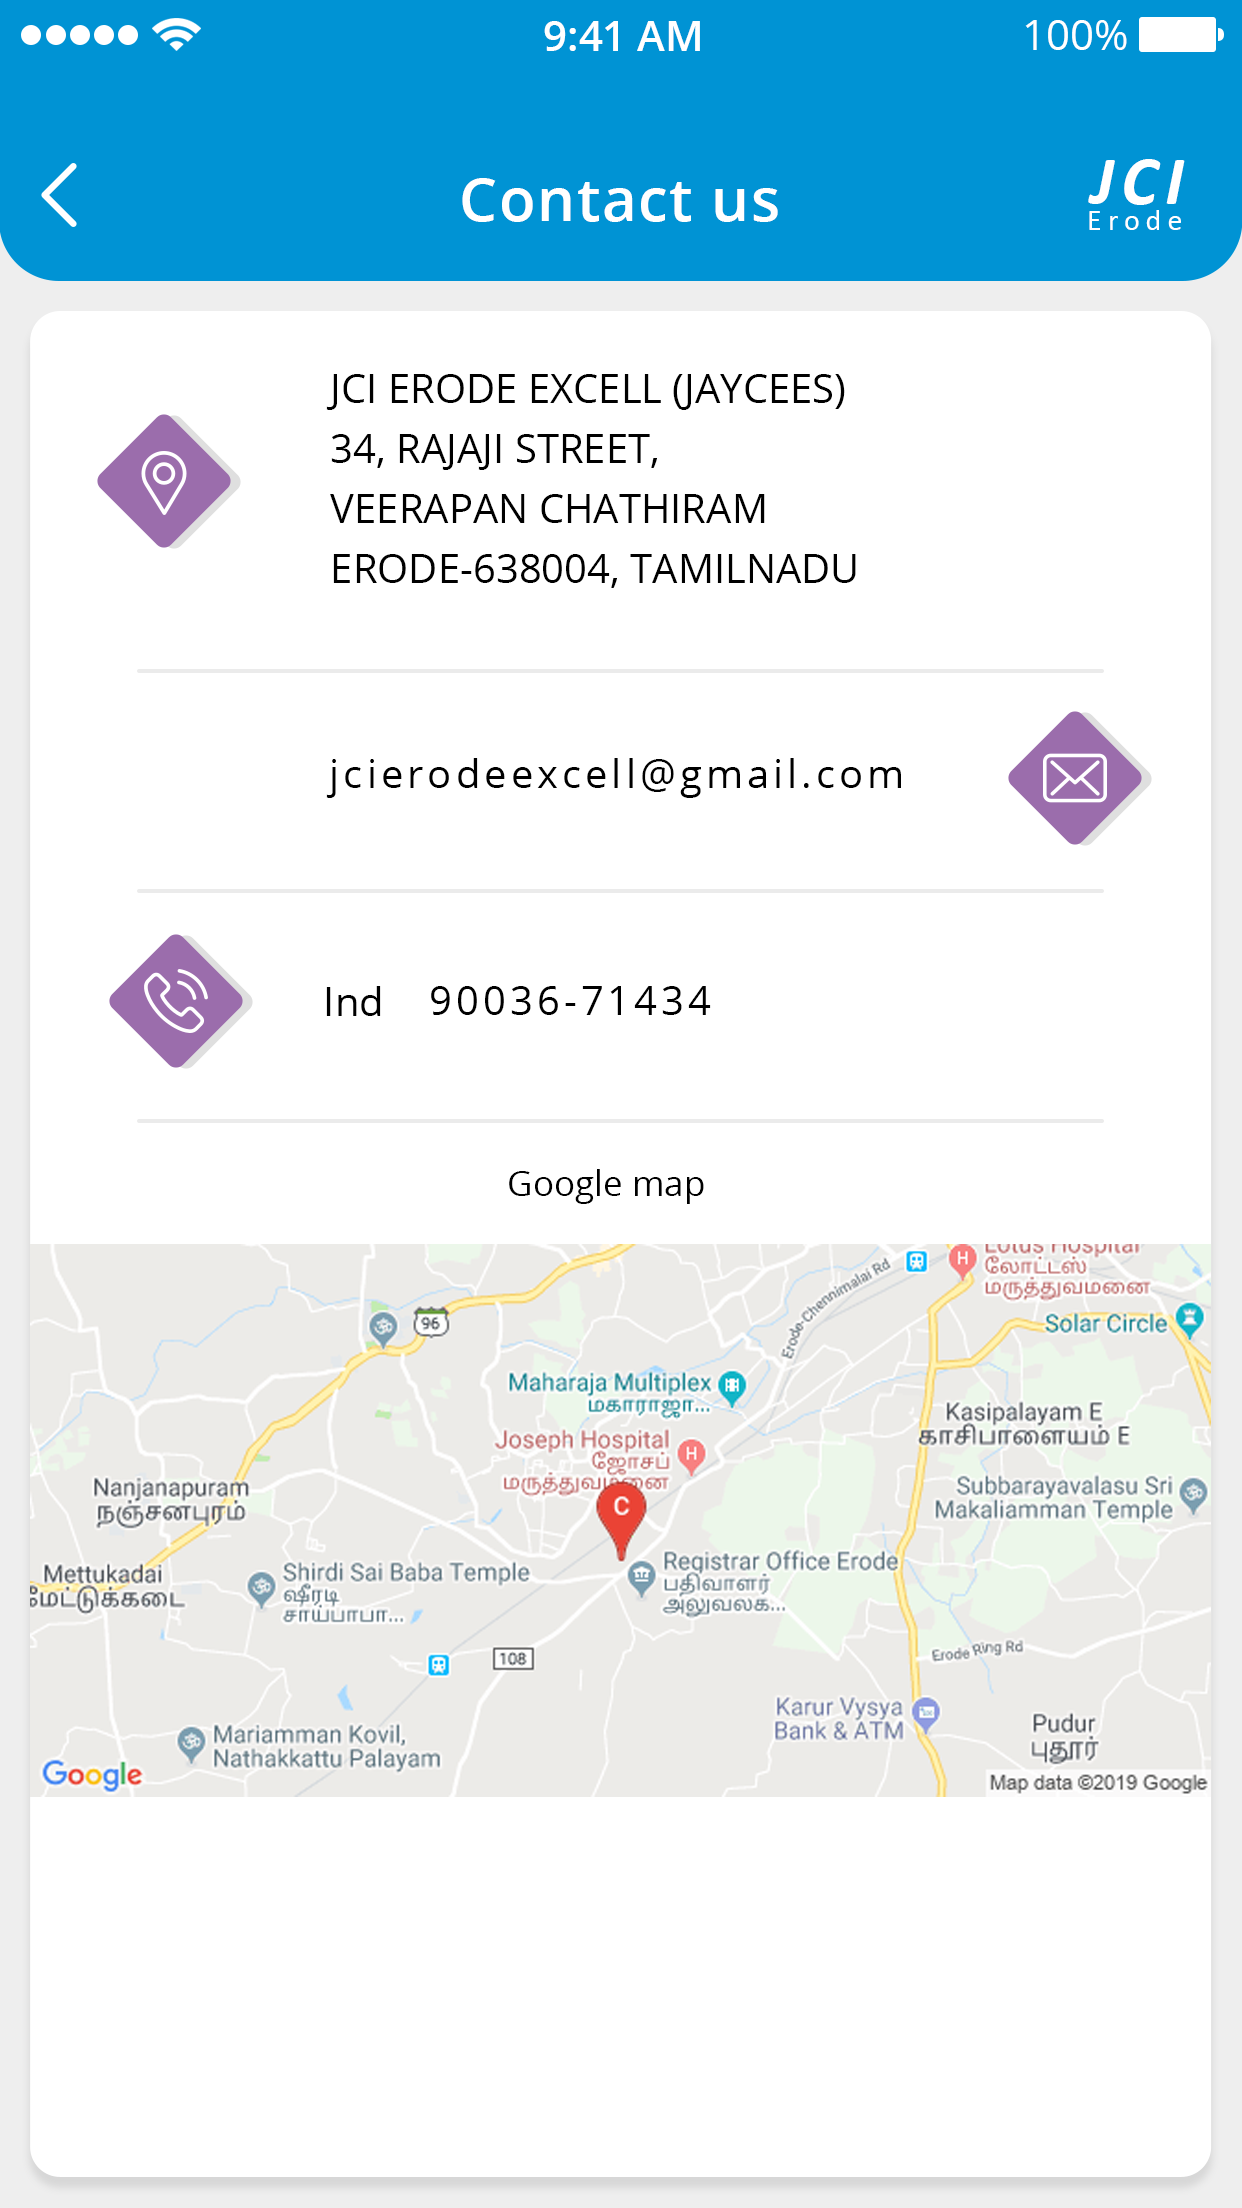 9:41 AM
100%
Contact us
JCI
Erode
JCI ERODE EXCELL (JAYCEES)
34, RAJAJI STREET,
VEERAPAN CHATHIRAM
ERODE-638004, TAMILNADU
jcierodeexcell@gmail.com
Ind 90036-71434
Google map
Lotus Hospital
லோட்டஸ்
மருத்துவமனை
Erode-Chennimalai Rd
96
Solar Circle
Maharaja Multiplex
மகாராஜா...
Kasipalayam E
காசிபாளையம் E
Joseph Hospital
ஜோசப்
மருத்துவமனை
H
H
C
Nanjanapuram
நஞ்சனபுரம்
Subbarayavalasu Sri
Makaliamman Temple
Mettukadai
மேட்டுக்கடை
Shirdi Sai Baba Temple
ஷீரடி
சாய்பாபா...
Registrar Office Erode
பதிவாளர்
அலுவலக...
108
Erode Ring Rd
Karur Vysya
Bank & ATM
Pudur
புதூர்
Mariamman Kovil,
Nathakkattu Palayam
Google
Map data ©2019 Google